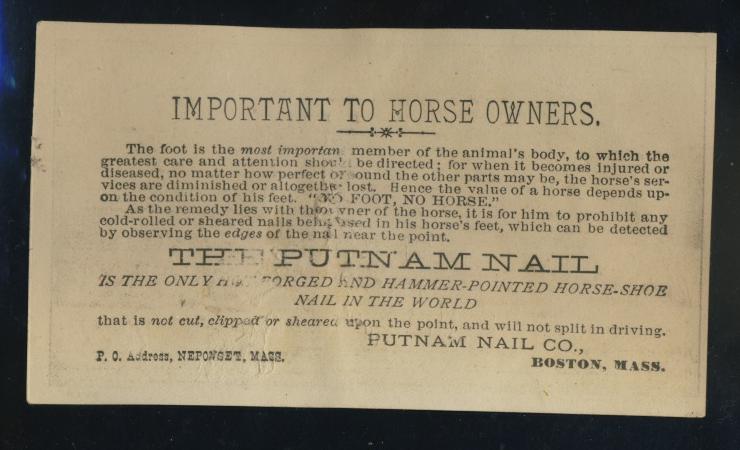 IMPORTANT TO HORSE OWNERS.
The foot is the most importan member of the animal's body, to which the
greatest care and attention shou be directed; for when it becomes injured or
diseased, no matter how perfect or sound the other parts may be, the horse's ser-
vices are diminished or altogether lost. Hence the value of a horse depends up-
on the condition of his feet. "NO FOOT, NO HORSE."
As the remedy lies with the owner of the horse, it is for him to prohibit any
cold-rolled or sheared nails being used in his horse's feet, which can be detected
by observing the edges of the nail near the point.
THE PUTNAM NAIL
IS THE ONLY HOT FORGED AND HAMMER-POINTED HORSE-SHOE
NAIL IN THE WORLD
that is not cut, clipped or sheared upon the point, and will not split in driving.
PUTNAM NAIL CO.,
P. O. Address, NEPONSET, MASS.
BOSTON, MASS.